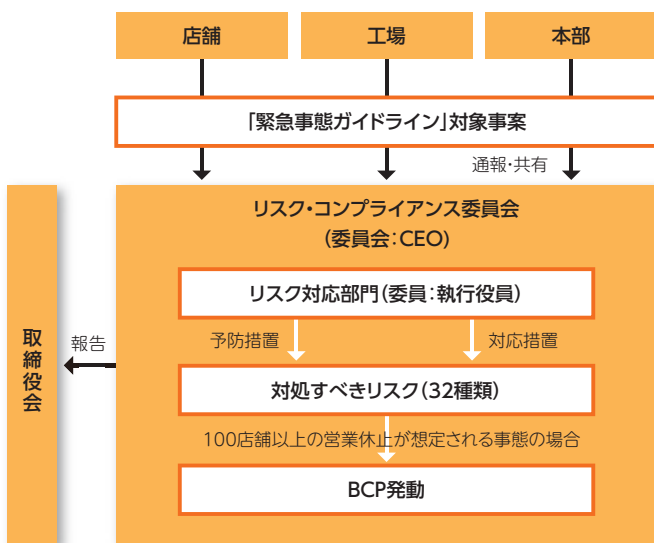 店舗
工場
本部
「緊急事態ガイドライン」対象事案
通報・共有
リスク・コンプライアンス委員会
(委員会:CEO)
リスク対応部門(委員:執行役員)
予防措置
対応措置
対処すべきリスク(32種類)
100店舗以上の営業休止が想定される事態の場合
BCP発動
報告
取締役会